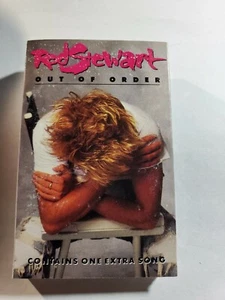 Rod Stewart
OUT OF ORDER
CONTAINS ONE EXTRA SONG